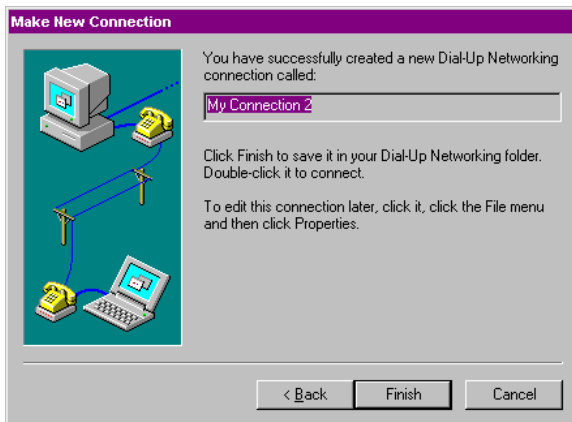 Make New Connection
You have successfully created a new Dial-Up Networking
connection called:
My Connection 2
Click Finish to save it in your Dial-Up Networking folder.
Double-click it to connect.
To edit this connection later, click it, click the File menu
and then click Properties.
< Back
Finish
Cancel